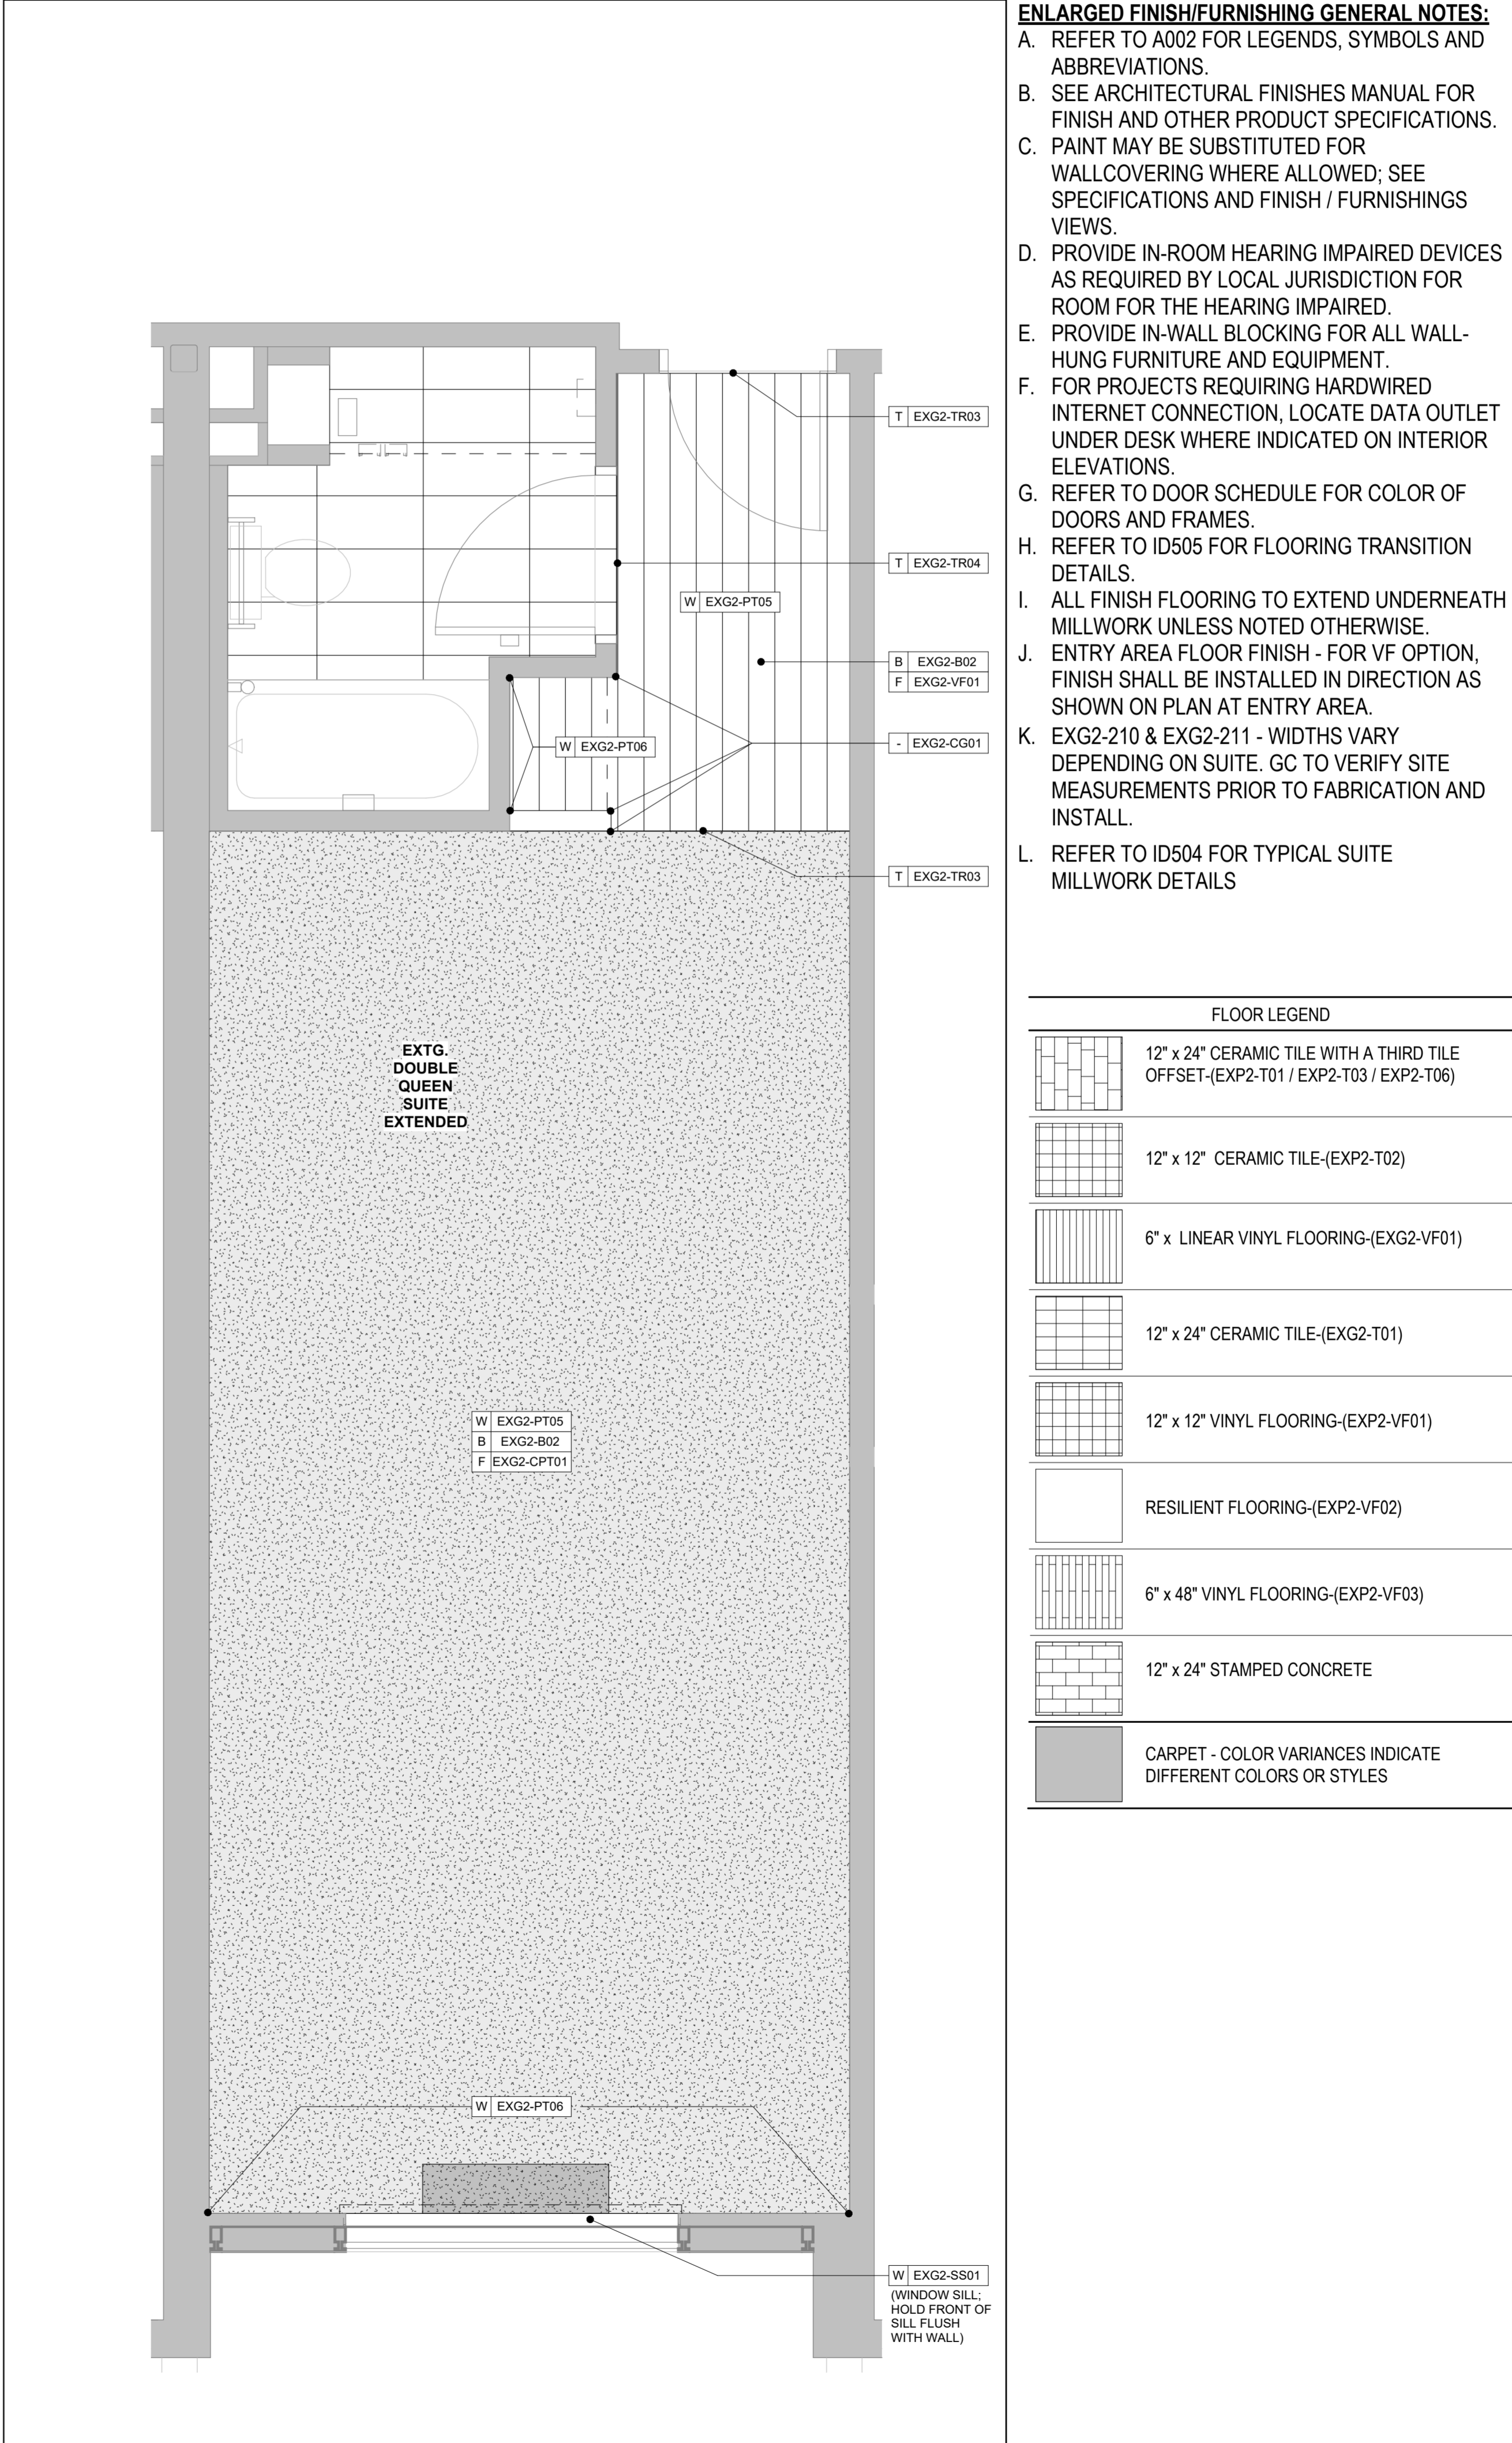 ENLARGED FINISH/FURNISHING GENERAL NOTES:
A. REFER TO A002 FOR LEGENDS, SYMBOLS AND
ABBREVIATIONS.
B. SEE ARCHITECTURAL FINISHES MANUAL FOR
FINISH AND OTHER PRODUCT SPECIFICATIONS.
C. PAINT MAY BE SUBSTITUTED FOR
WALLCOVERING WHERE ALLOWED; SEE
SPECIFICATIONS AND FINISH / FURNISHINGS
VIEWS.
D. PROVIDE IN-ROOM HEARING IMPAIRED DEVICES
AS REQUIRED BY LOCAL JURISDICTION FOR
ROOM FOR THE HEARING IMPAIRED.
E. PROVIDE IN-WALL BLOCKING FOR ALL WALL-
HUNG FURNITURE AND EQUIPMENT.
F. FOR PROJECTS REQUIRING HARDWIRED
INTERNET CONNECTION, LOCATE DATA OUTLET
UNDER DESK WHERE INDICATED ON INTERIOR
ELEVATIONS.
G. REFER TO DOOR SCHEDULE FOR COLOR OF
DOORS AND FRAMES.
H. REFER TO ID505 FOR FLOORING TRANSITION
DETAILS.
I. ALL FINISH FLOORING TO EXTEND UNDERNEATH
MILLWORK UNLESS NOTED OTHERWISE.
J. ENTRY AREA FLOOR FINISH - FOR VF OPTION,
FINISH SHALL BE INSTALLED IN DIRECTION AS
SHOWN ON PLAN AT ENTRY AREA.
K. EXG2-210 & EXG2-211 - WIDTHS VARY
DEPENDING ON SUITE. GC TO VERIFY SITE
MEASUREMENTS PRIOR TO FABRICATION AND
INSTALL.
L. REFER TO ID504 FOR TYPICAL SUITE
MILLWORK DETAILS
T EXG2-TR03
T EXG2-TR04
W EXG2-PT05
B EXG2-B02
F EXG2-VF01
- EXG2-CG01
W EXG2-PT06
T EXG2-TR03
EXTG.
DOUBLE
QUEEN
SUITE
EXTENDED
W EXG2-PT05
B EXG2-B02
F EXG2-CPT01
W EXG2-PT06
W EXG2-SS01
(WINDOW SILL;
HOLD FRONT OF
SILL FLUSH
WITH WALL)
FLOOR LEGEND
12" x 24" CERAMIC TILE WITH A THIRD TILE
OFFSET-(EXP2-T01 / EXP2-T03 / EXP2-T06)
12" x 12" CERAMIC TILE-(EXP2-T02)
6" x LINEAR VINYL FLOORING-(EXG2-VF01)
12" x 24" CERAMIC TILE-(EXG2-T01)
12" x 12" VINYL FLOORING-(EXP2-VF01)
RESILIENT FLOORING-(EXP2-VF02)
6" x 48" VINYL FLOORING-(EXP2-VF03)
12" x 24" STAMPED CONCRETE
CARPET - COLOR VARIANCES INDICATE
DIFFERENT COLORS OR STYLES